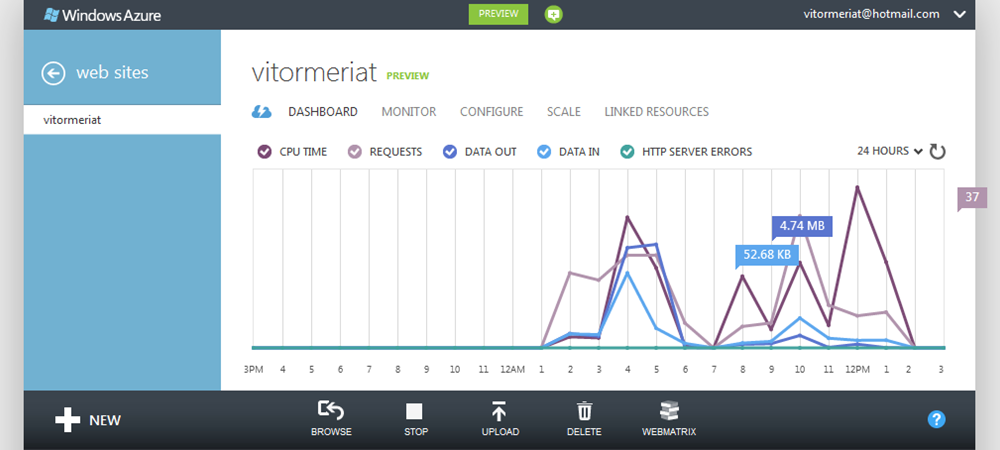 Windows Azure PREVIEW vitormeriat@hotmail.com
web sites
vitormeriat
vitormeriat PREVIEW
DASHBOARD MONITOR CONFIGURE SCALE LINKED RESOURCES
CPU TIME REQUESTS DATA OUT DATA IN HTTP SERVER ERRORS 24 HOURS
37
4.74 MB
52.68 KB
3PM 4 5 6 7 8 9 10 11 12AM 1 2 3 4 5 6 7 8 9 10 11 12PM 1 2 3
NEW BROWSE STOP UPLOAD DELETE WEBMATRIX ?